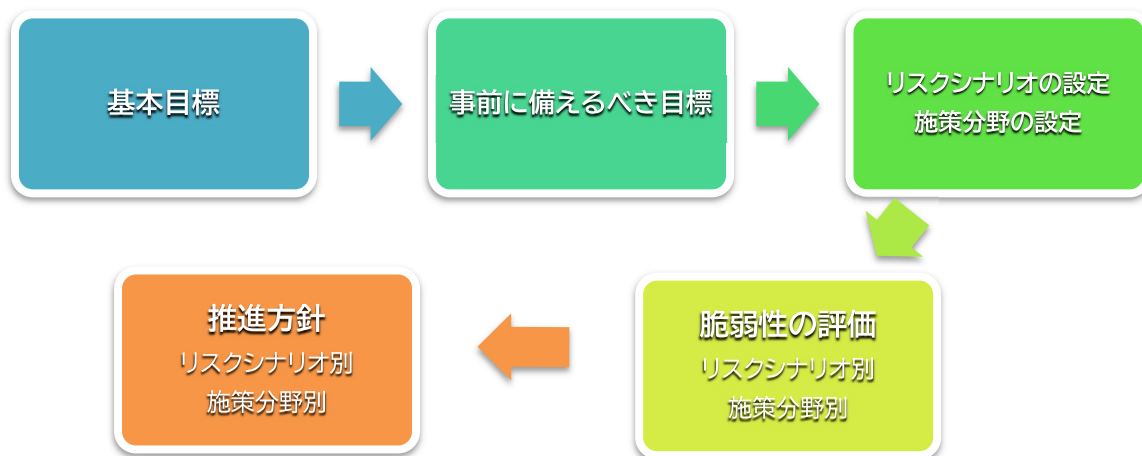 基本目標
事前に備えるべき目標
リスクシナリオの設定
施策分野の設定
脆弱性の評価
リスクシナリオ別
施策分野別
推進方針
リスクシナリオ別
施策分野別